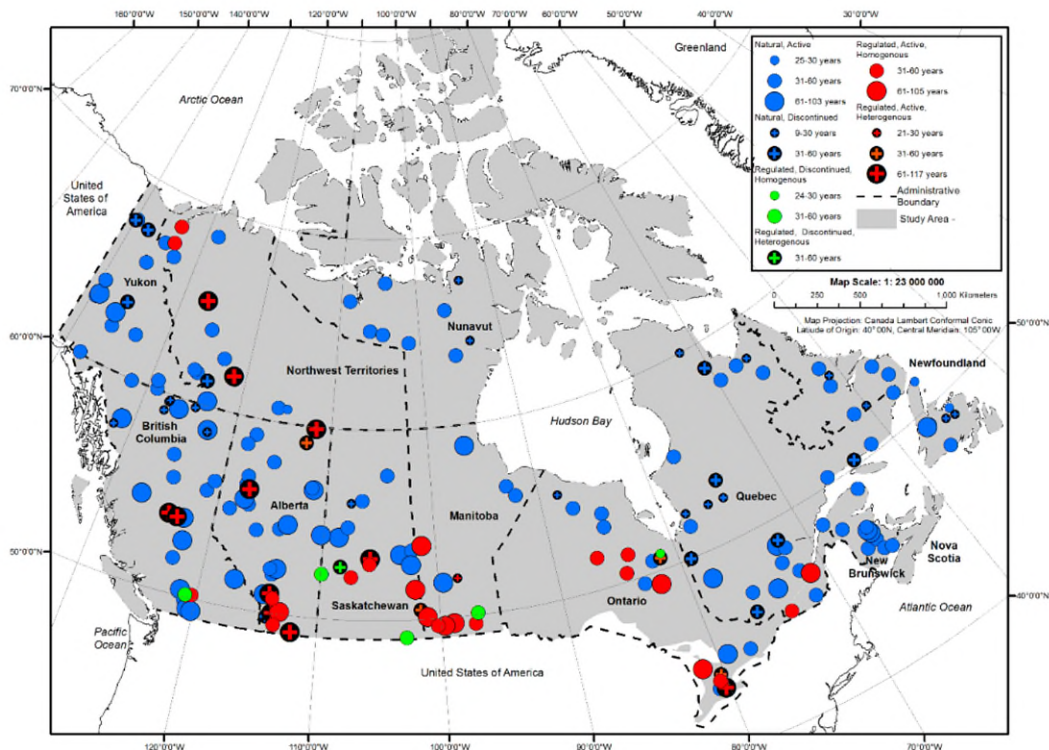 160°0'0"W 150°0'0"W 140°0'0"W 130°0'0"W 120°0'0"W 110°0'0"W 100°0'0"W 90°0'0"W 80°0'0"W 70°0'0"W 60°0'0"W 50°0'0"W 40°0'0"W 30°0'0"W
Greenland
Arctic Ocean
70°0'0"N
United
States of
America
Natural, Active
25-30 years
31-60 years
61-103 years
Natural, Discontinued
9-30 years
31-60 years
Regulated, Discontinued,
Homogenous
24-30 years
31-60 years
Regulated, Discontinued,
Heterogenous
31-60 years
Regulated, Active,
Homogenous
31-60 years
61-105 years
Regulated, Active,
Heterogenous
21-30 years
31-60 years
61-117 years
Administrative
Boundary
Study Area -
Map Scale: 1: 23 000 000
0 250 500 1,000 Kilometers
Map Projection: Canada Lambert Conformal Conic
Latiude of Origin: 40°00'N, Central Meridian: 105°00'W
Yukon
Nunavut
60°0'0"N
50°0'0"N
Northwest Territories
Newfoundland
Hudson Bay
British
Columbia
Alberta
Manitoba
Quebec
50°0'0"N
Nova
Scotia
New
Brunswick
Saskatchewan
Ontario
Atlantic Ocean
40°0'0"N
Pacific
Ocean
United States of America
120°0'0"W 110°0'0"W 100°0'0"W 90°0'0"W 80°0'0"W 70°0'0"W